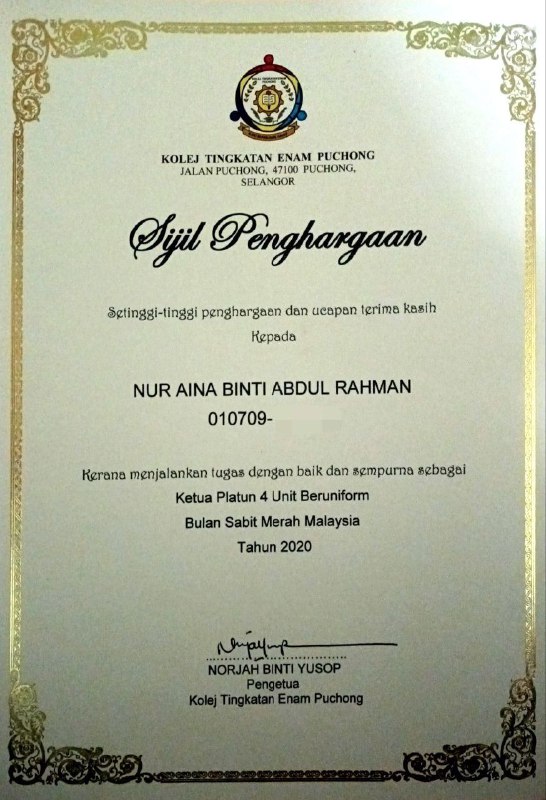 KOLEJ TINGKATAN ENAM PUCHONG
JALAN PUCHONG, 47100 PUCHONG,
SELANGOR
Sijil Penghargaan
Setinggi-tinggi penghargaan dan ucapan terima kasih
Kepada
NUR AINA BINTI ABDUL RAHMAN
010709-
Kerana menjalankan tugas dengan baik dan sempurna sebagai
Ketua Platun 4 Unit Beruniform
Bulan Sabit Merah Malaysia
Tahun 2020
NORJAH BINTI YUSOP
Pengetua
Kolej Tingkatan Enam Puchong